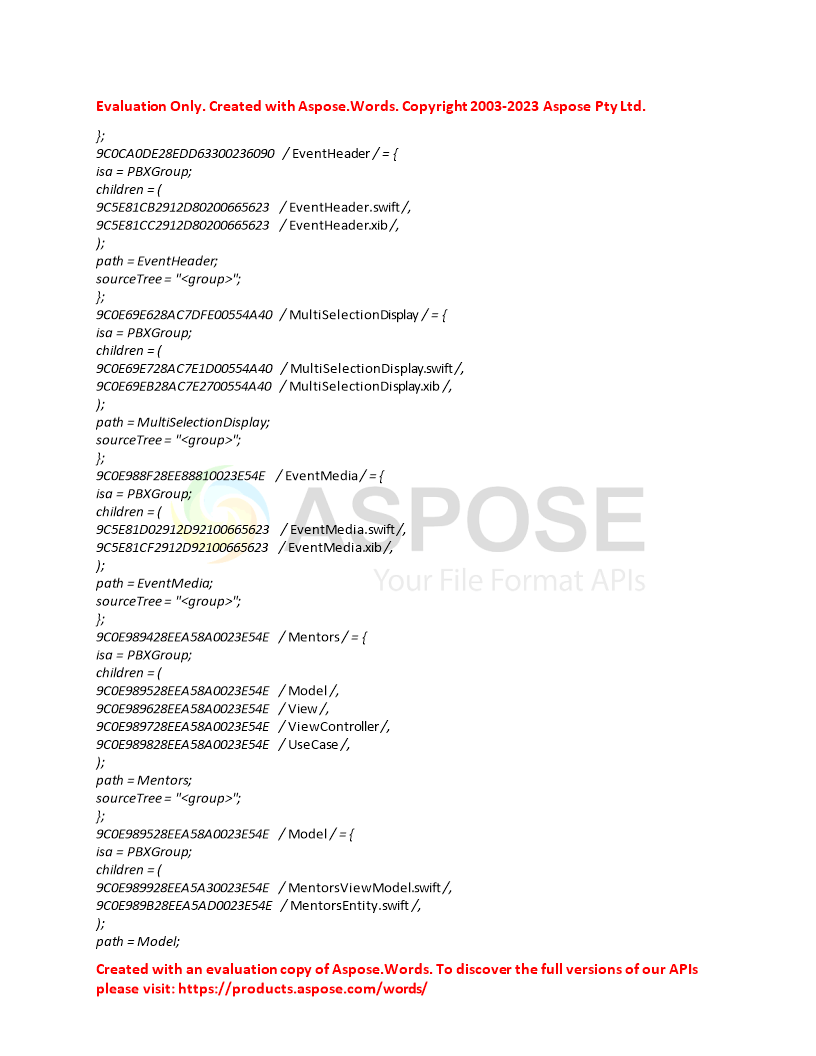 Evaluation Only. Created with Aspose.Words. Copyright 2003-2023 Aspose Pty Ltd.
};
9C0CA0DE28EDD63300236090 / EventHeader / = {
isa = PBXGroup;
children = (
9C5E81CB2912D80200665623 / EventHeader.swift /,
9C5E81CC2912D80200665623 / EventHeader.xib /,
);
path = EventHeader;
sourceTree = "<group>";
};
9C0E69E628AC7DFE00554A40 / MultiSelectionDisplay / = {
isa = PBXGroup;
children = (
9C0E69E728AC7E1D00554A40 / MultiSelectionDisplay.swift /,
9C0E69EB28AC7E2700554A40 / MultiSelectionDisplay.xib /,
);
path = MultiSelectionDisplay;
sourceTree = "<group>";
};
9C0E988F28EE88810023E54E / EventMedia / = {
isa = PBXGroup;
children = (
9C5E81D02912D92100665623 / EventMedia.swift /,
9C5E81CF2912D92100665623 / EventMedia.xib /,
);
path = EventMedia;
sourceTree = "<group>";
};
9C0E989428EEA58A0023E54E / Mentors / = {
isa = PBXGroup;
children = (
9C0E989528EEA58A0023E54E / Model /,
9C0E989628EEA58A0023E54E / View /,
9C0E989728EEA58A0023E54E / ViewController /,
9C0E989828EEA58A0023E54E / UseCase /,
);
path = Mentors;
sourceTree = "<group>";
};
9C0E989528EEA58A0023E54E / Model / = {
isa = PBXGroup;
children = (
9C0E989928EEA5A30023E54E / MentorsViewModel.swift /,
9C0E989B28EEA5AD0023E54E / MentorsEntity.swift /,
);
path = Model;
ASPOSE
Your File Format APIs
Created with an evaluation copy of Aspose.Words. To discover the full versions of our APIs
please visit: https://products.aspose.com/words/